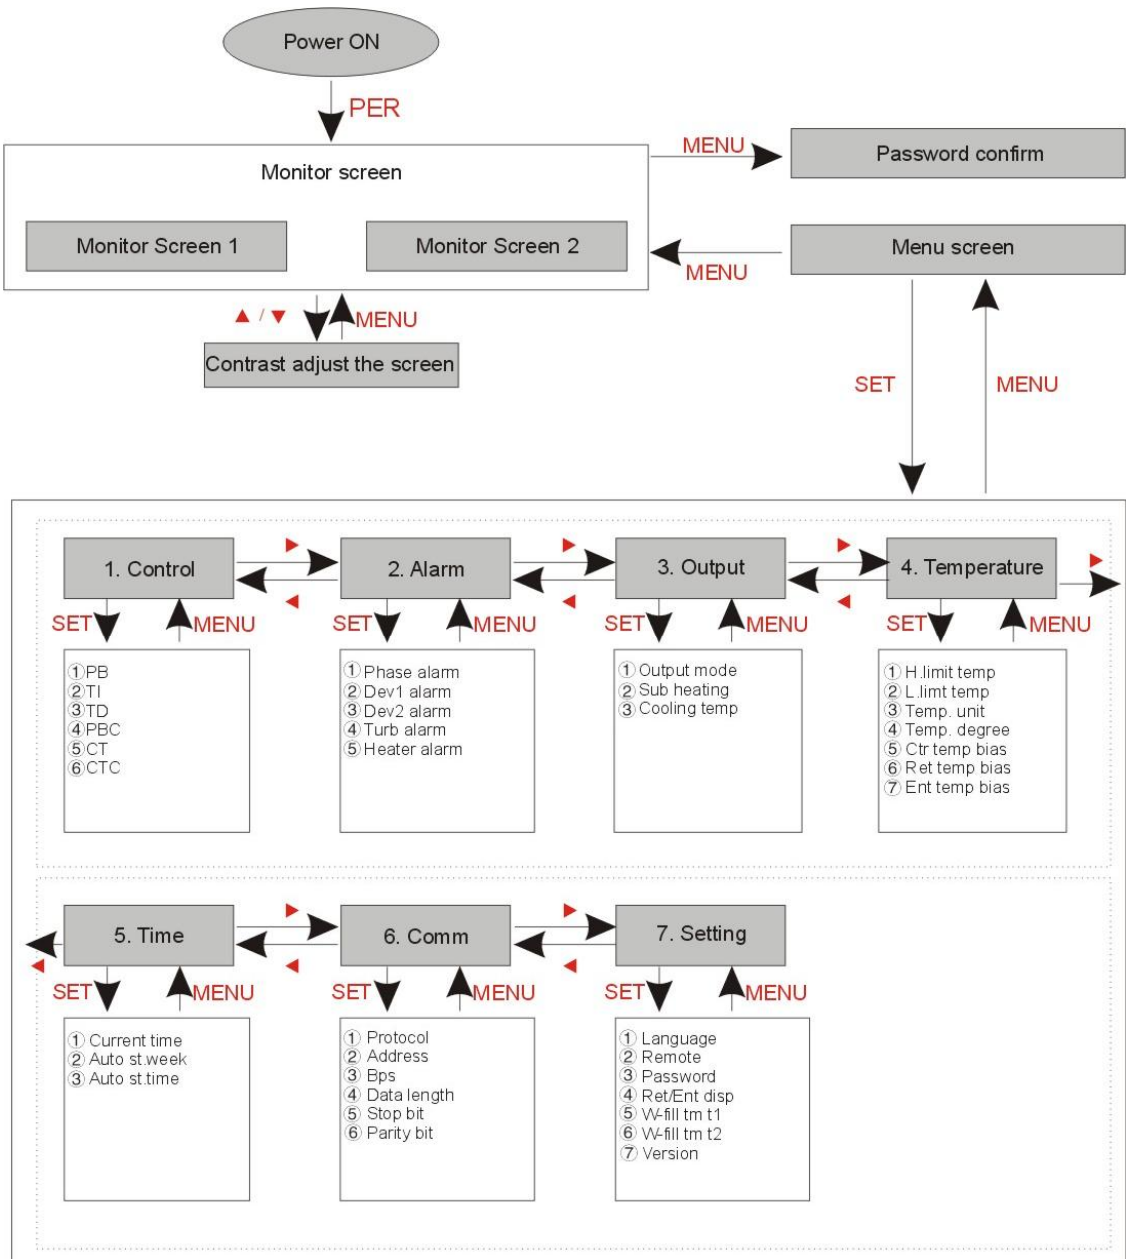 Power ON
PER
Monitor screen
MENU
Password confirm
Monitor Screen 1
Monitor Screen 2
MENU
Menu screen
▲ / ▼
MENU
Contrast adjust the screen
SET
MENU
1. Control
▶
◀
2. Alarm
▶
◀
3. Output
▶
◀
4. Temperature
▶
SET
MENU
SET
MENU
SET
MENU
SET
MENU
①PB
②TI
③TD
④PBC
⑤CT
⑥CTC
① Phase alarm
② Dev1 alarm
③ Dev2 alarm
④ Turb alarm
⑤ Heater alarm
① Output mode
② Sub heating
③ Cooling temp
① H.limit temp
② L.limt temp
③ Temp. unit
④ Temp. degree
⑤ Ctr temp bias
⑥ Ret temp bias
⑦ Ent temp bias
◀
5. Time
▶
◀
6. Comm
▶
◀
7. Setting
SET
MENU
SET
MENU
SET
MENU
① Current time
② Auto st.week
③ Auto st.time
① Protocol
② Address
③ Bps
④ Data length
⑤ Stop bit
⑥ Parity bit
① Language
② Remote
③ Password
④ Ret/Ent disp
⑤ W-fill tm t1
⑥ W-fill tm t2
⑦ Version